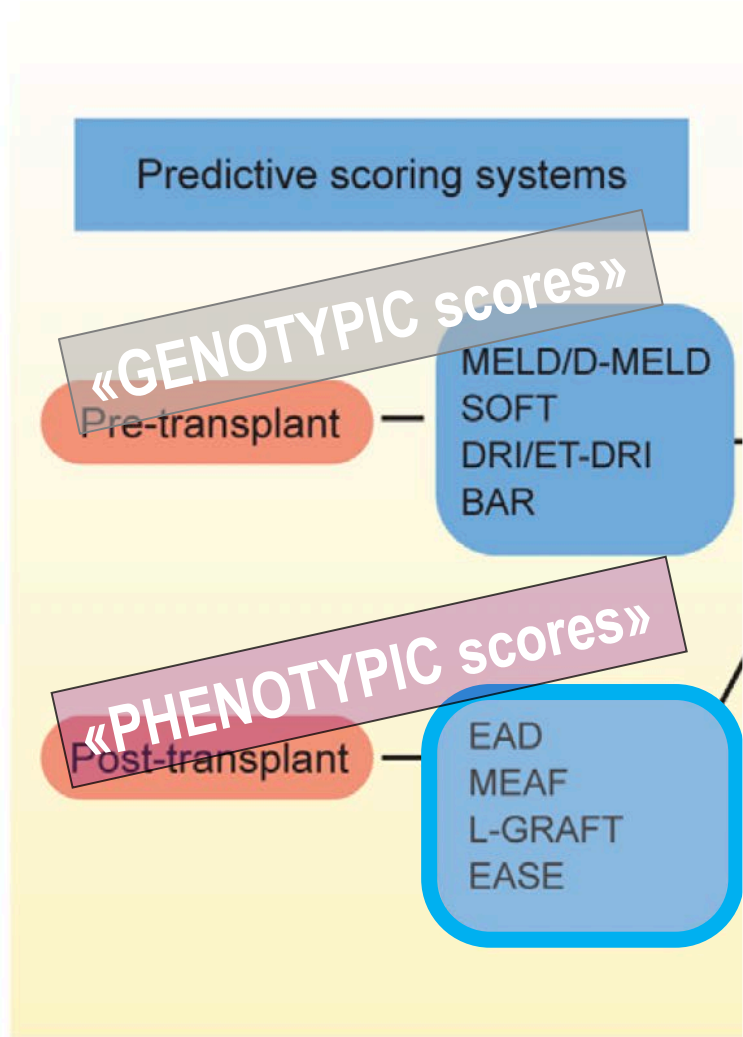 Predictive scoring systems
«GENOTYPIC scores»
Pre-transplant
MELD/D-MELD
SOFT
DRI/ET-DRI
BAR
«PHENOTYPIC scores»
Post-transplant
EAD
MEAF
L-GRAFT
EASE